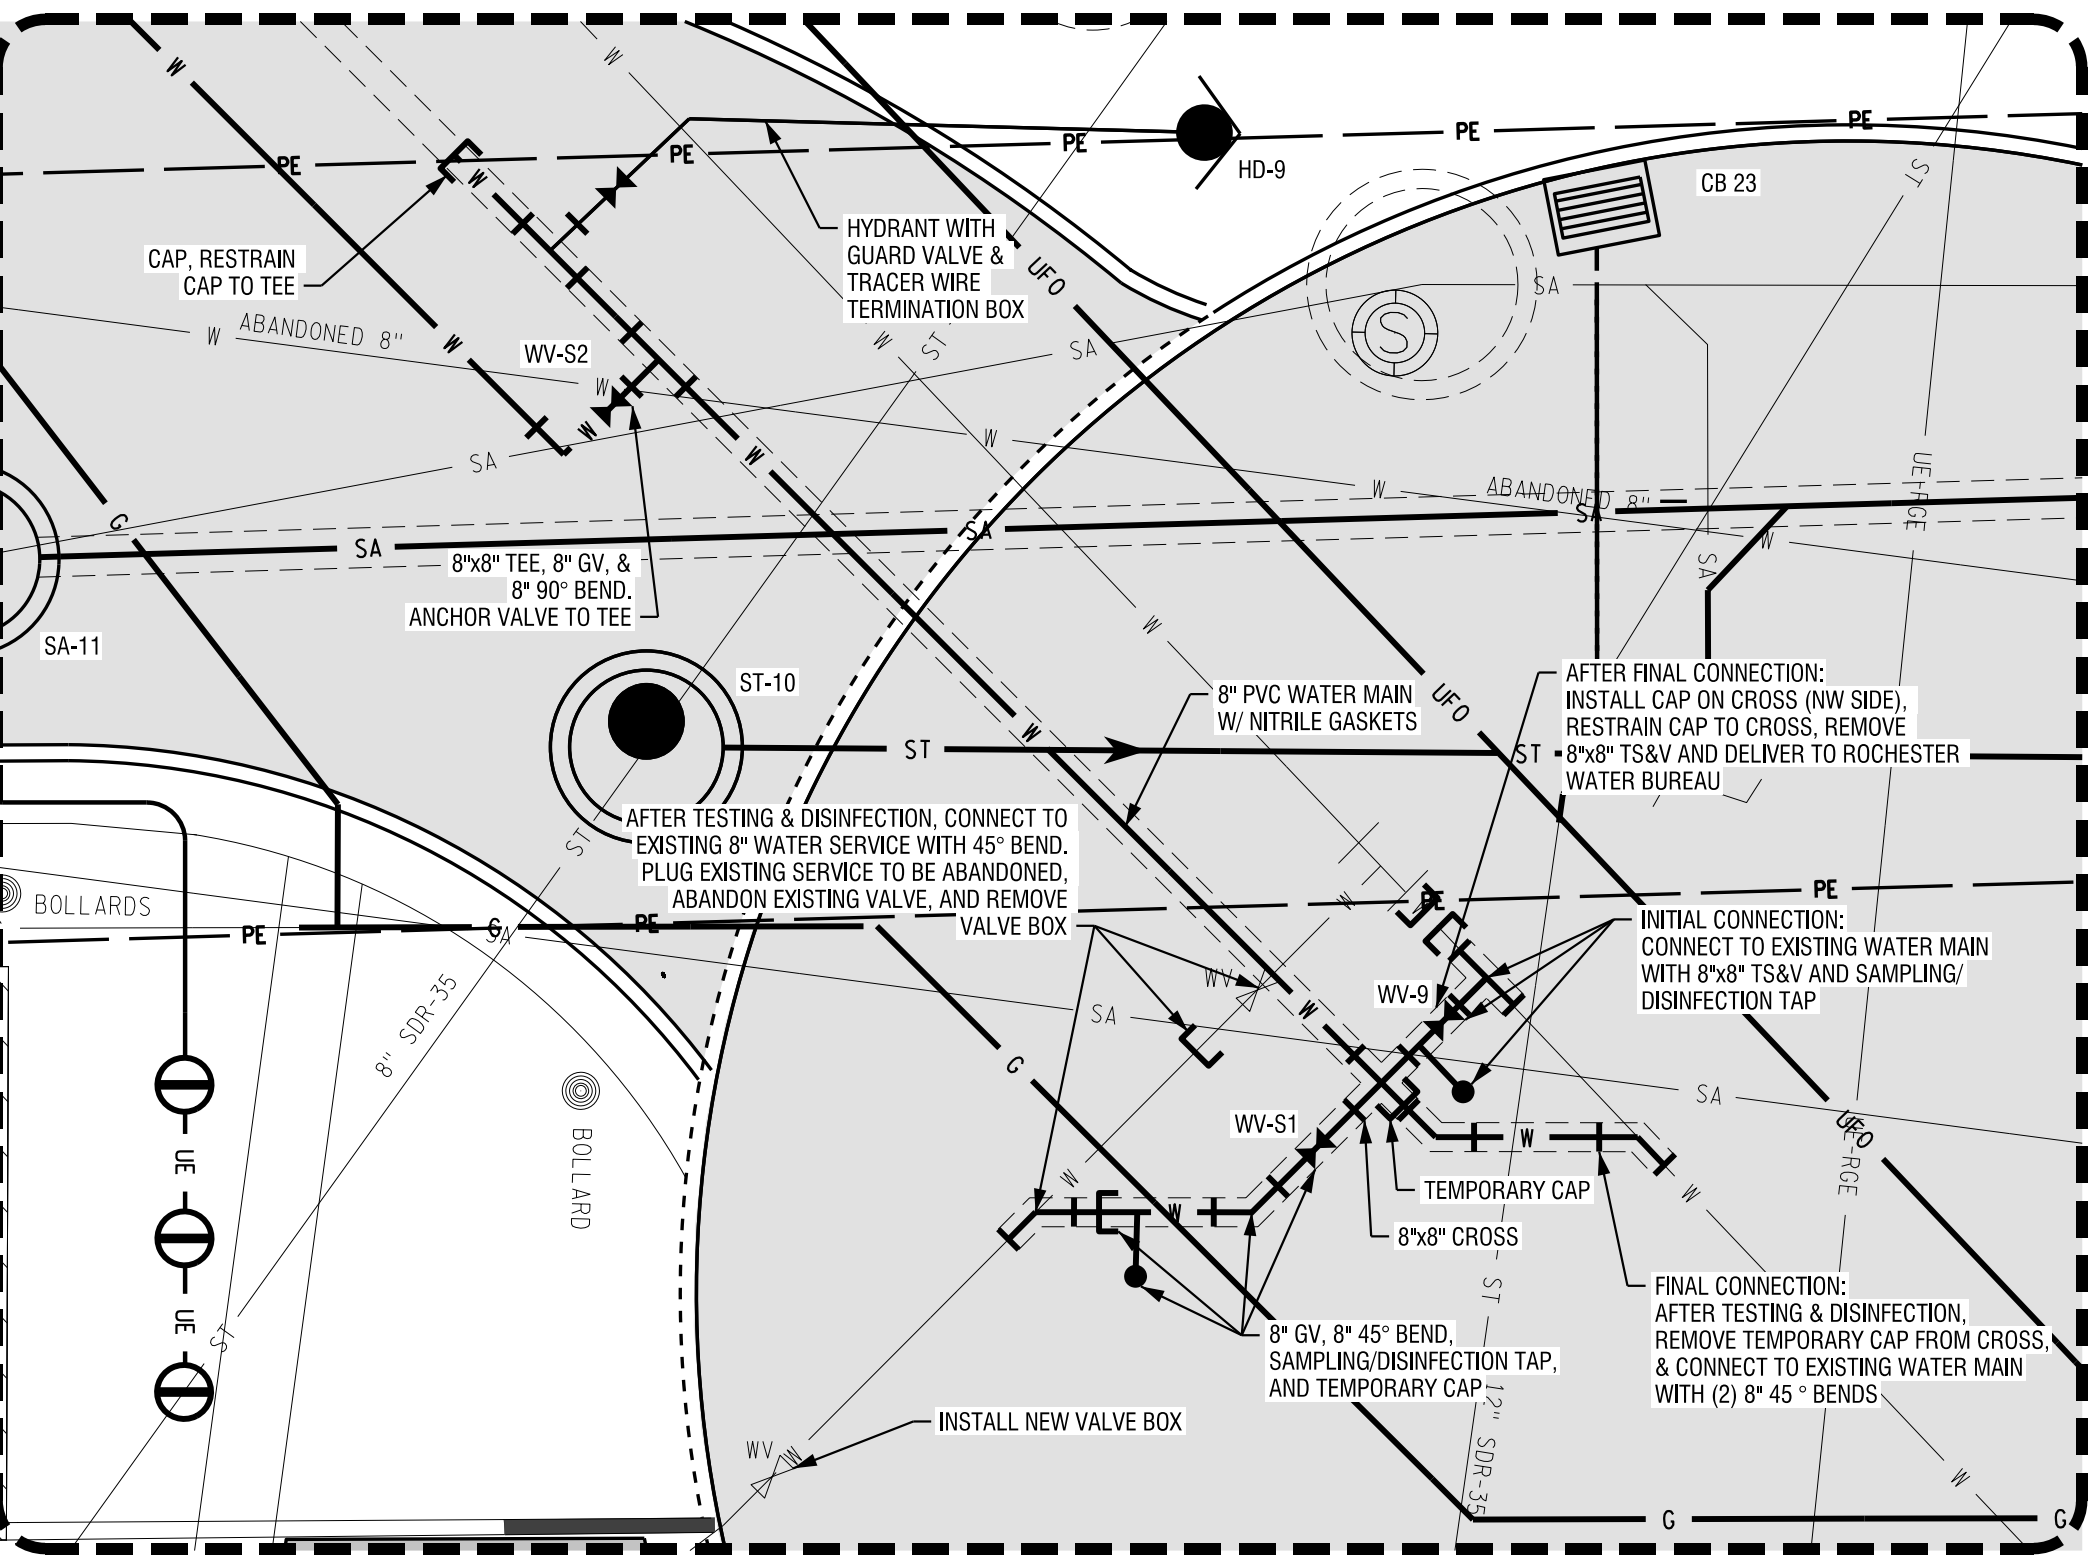 W
W
PE
PE
PE
PE
PE
ST
HD-9
CB 23
W
CAP, RESTRAIN
CAP TO TEE
HYDRANT WITH
GUARD VALVE &
TRACER WIRE
TERMINATION BOX
UFO
SA
S
W
ABANDONED 8"
W
WV-S2
W
ST
SA
W
W
W
SA
W
W
W
ABANDONED 8"
UE-RGE
G
SA
SA
SA
W
8"x8" TEE, 8" GV, &
8" 90° BEND.
ANCHOR VALVE TO TEE
SA
SA-11
W
ST-10
8" PVC WATER MAIN
W/ NITRILE GASKETS
UFO
AFTER FINAL CONNECTION:
INSTALL CAP ON CROSS (NW SIDE),
RESTRAIN CAP TO CROSS, REMOVE
8"x8" TS&V AND DELIVER TO ROCHESTER
WATER BUREAU
W
ST
ST
AFTER TESTING & DISINFECTION, CONNECT TO
EXISTING 8" WATER SERVICE WITH 45° BEND.
PLUG EXISTING SERVICE TO BE ABANDONED,
ABANDON EXISTING VALVE, AND REMOVE
VALVE BOX
ST
BOLLARDS
PE
G
SA
PE
W
W
PE
PE
INITIAL CONNECTION:
CONNECT TO EXISTING WATER MAIN
WITH 8"x8" TS&V AND SAMPLING/
DISINFECTION TAP
WV
WV-9
W
SA
8" SDR-35
G
SA
BOLLARD
WV-S1
W
UFO
UE-RGE
UE
W
W
TEMPORARY CAP
W
8"x8" CROSS
UE
ST
ST
FINAL CONNECTION:
AFTER TESTING & DISINFECTION,
REMOVE TEMPORARY CAP FROM CROSS,
& CONNECT TO EXISTING WATER MAIN
WITH (2) 8" 45 ° BENDS
8" GV, 8" 45° BEND,
SAMPLING/DISINFECTION TAP,
AND TEMPORARY CAP
12" SDR-35
INSTALL NEW VALVE BOX
WV
W
W
G
G